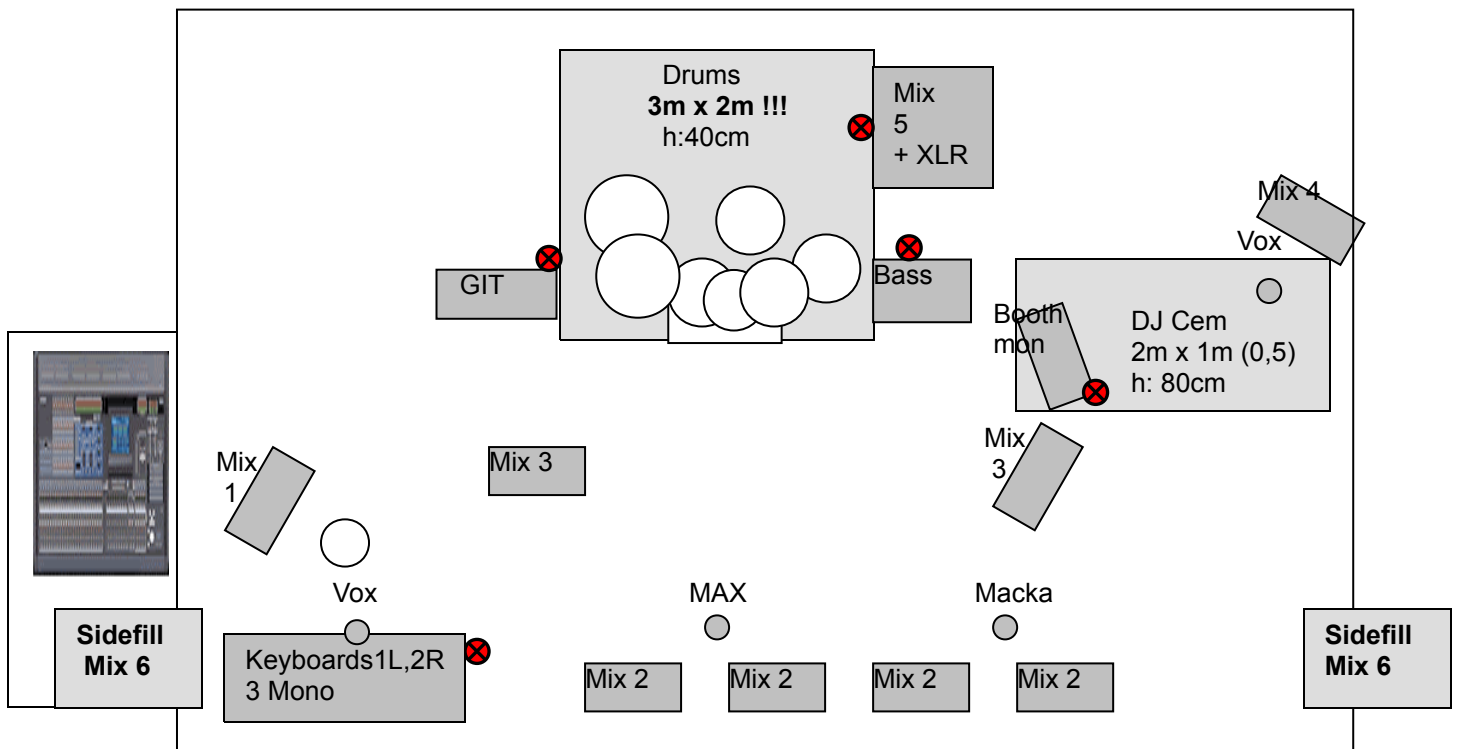 Drums
3m x 2m !!!
h:40cm
Mix
5
+ XLR
Mix 4
Vox
GIT
Bass
Booth
mon
DJ Cem
2m x 1m (0,5)
h: 80cm
Mix
1
Mix 3
Mix
3
Vox
MAX
Macka
Sidefill
Mix 6
Keyboards1L,2R
3 Mono
Mix 2
Mix 2
Mix 2
Mix 2
Sidefill
Mix 6